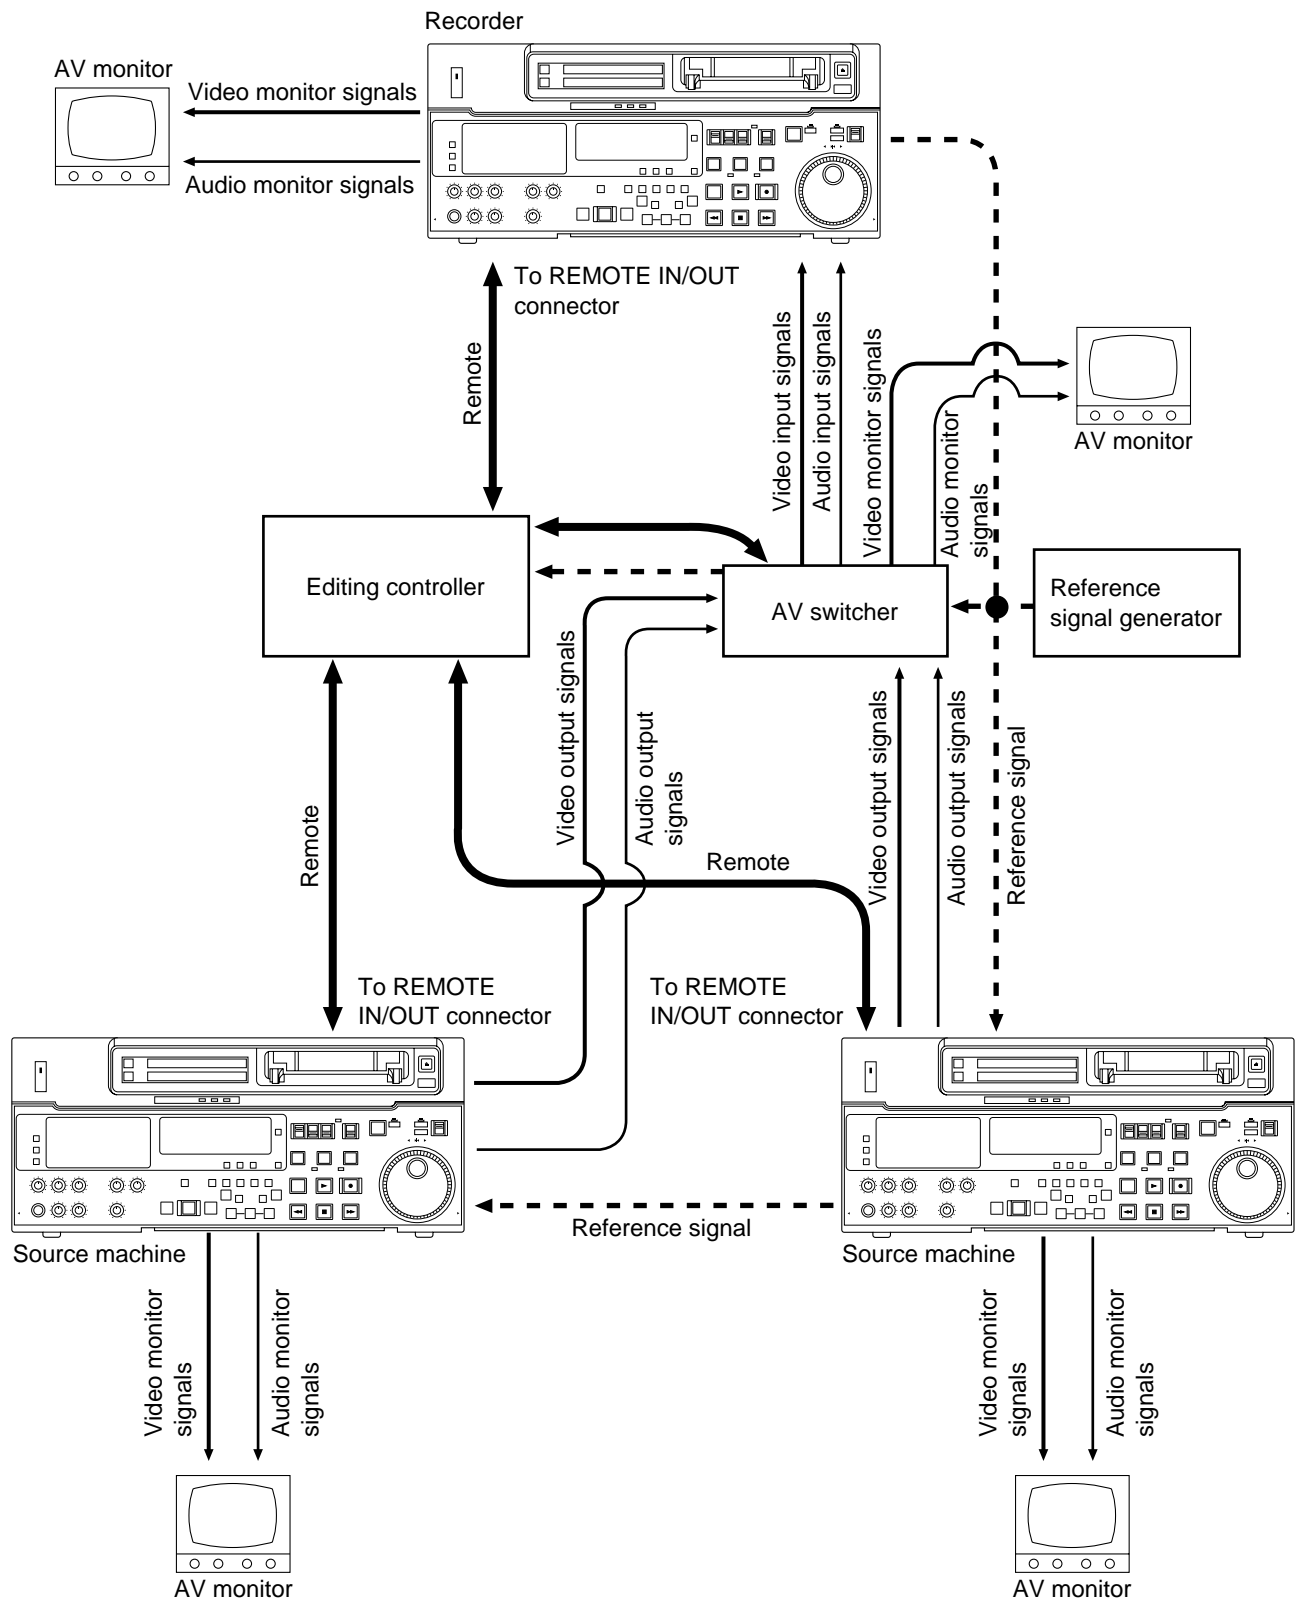 Recorder
AV monitor
Video monitor signals
Audio monitor signals
To REMOTE IN/OUT
connector
Remote
Video input signals
Audio input signals
Video monitor signals
Audio monitor
signals
AV monitor
Editing controller
AV switcher
Reference
signal generator
Remote
Video output signals
Audio output
signals
Remote
Video output signals
Audio output signals
Reference signal
To REMOTE
IN/OUT connector
To REMOTE
IN/OUT connector
Reference signal
Source machine
Source machine
Video monitor
signals
Audio monitor
signals
Video monitor
signals
Audio monitor
signals
AV monitor
AV monitor